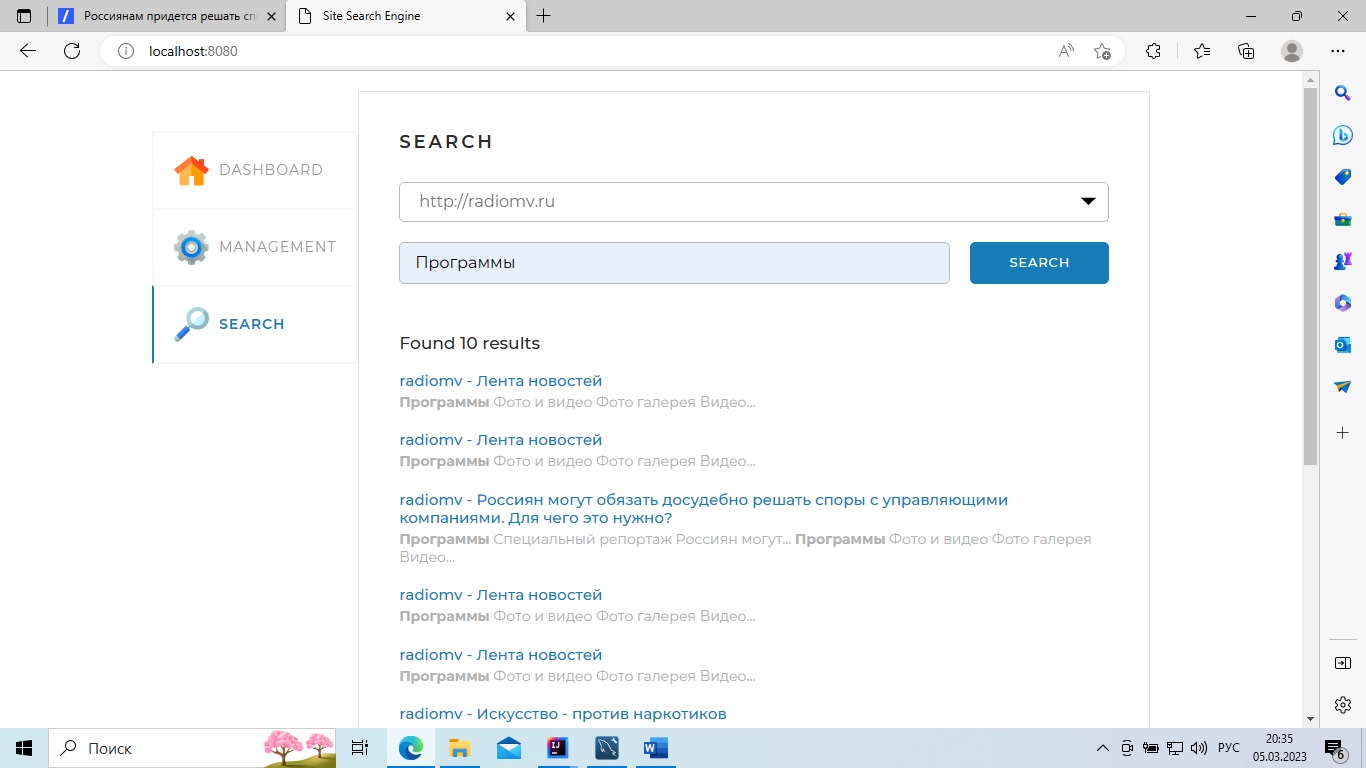 Россиянам придется решать сп
Site Search Engine
localhost:8080
SEARCH
DASHBOARD
MANAGEMENT
SEARCH
http://radiomv.ru
Программы
SEARCH
Found 10 results
radiomv - Лента новостей
Программы Фото и видео Фото галерея Видео...
radiomv - Лента новостей
Программы Фото и видео Фото галерея Видео...
radiomv - Россиян могут обязать досудебно решать споры с управляющими
компаниями. Для чего это нужно?
Программы Специальный репортаж Россиян могут... Программы Фото и видео Фото галерея
Видео...
radiomv - Лента новостей
Программы Фото и видео Фото галерея Видео...
radiomv - Лента новостей
Программы Фото и видео Фото галерея Видео...
radiomv - Искусство - против наркотиков
Поиск
РУС
20:35
05.03.2023
6